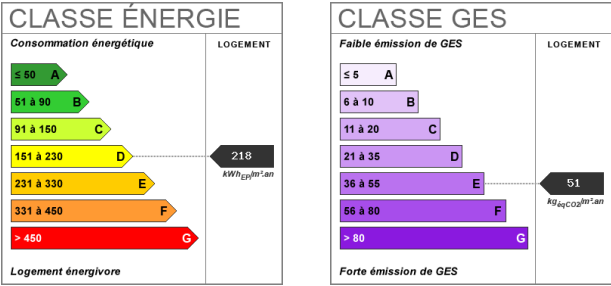 CLASSE ÉNERGIE
Consommation énergétique
LOGEMENT
≤ 50 A
51 à 90 B
91 à 150 C
151 à 230 D
218
kWhEP/m².an
231 à 330 E
331 à 450 F
> 450 G
Logement énergivore
CLASSE GES
Faible émission de GES
LOGEMENT
≤ 5 A
6 à 10 B
11 à 20 C
21 à 35 D
36 à 55 E
51
kgéqCO2/m².an
56 à 80 F
> 80 G
Forte émission de GES